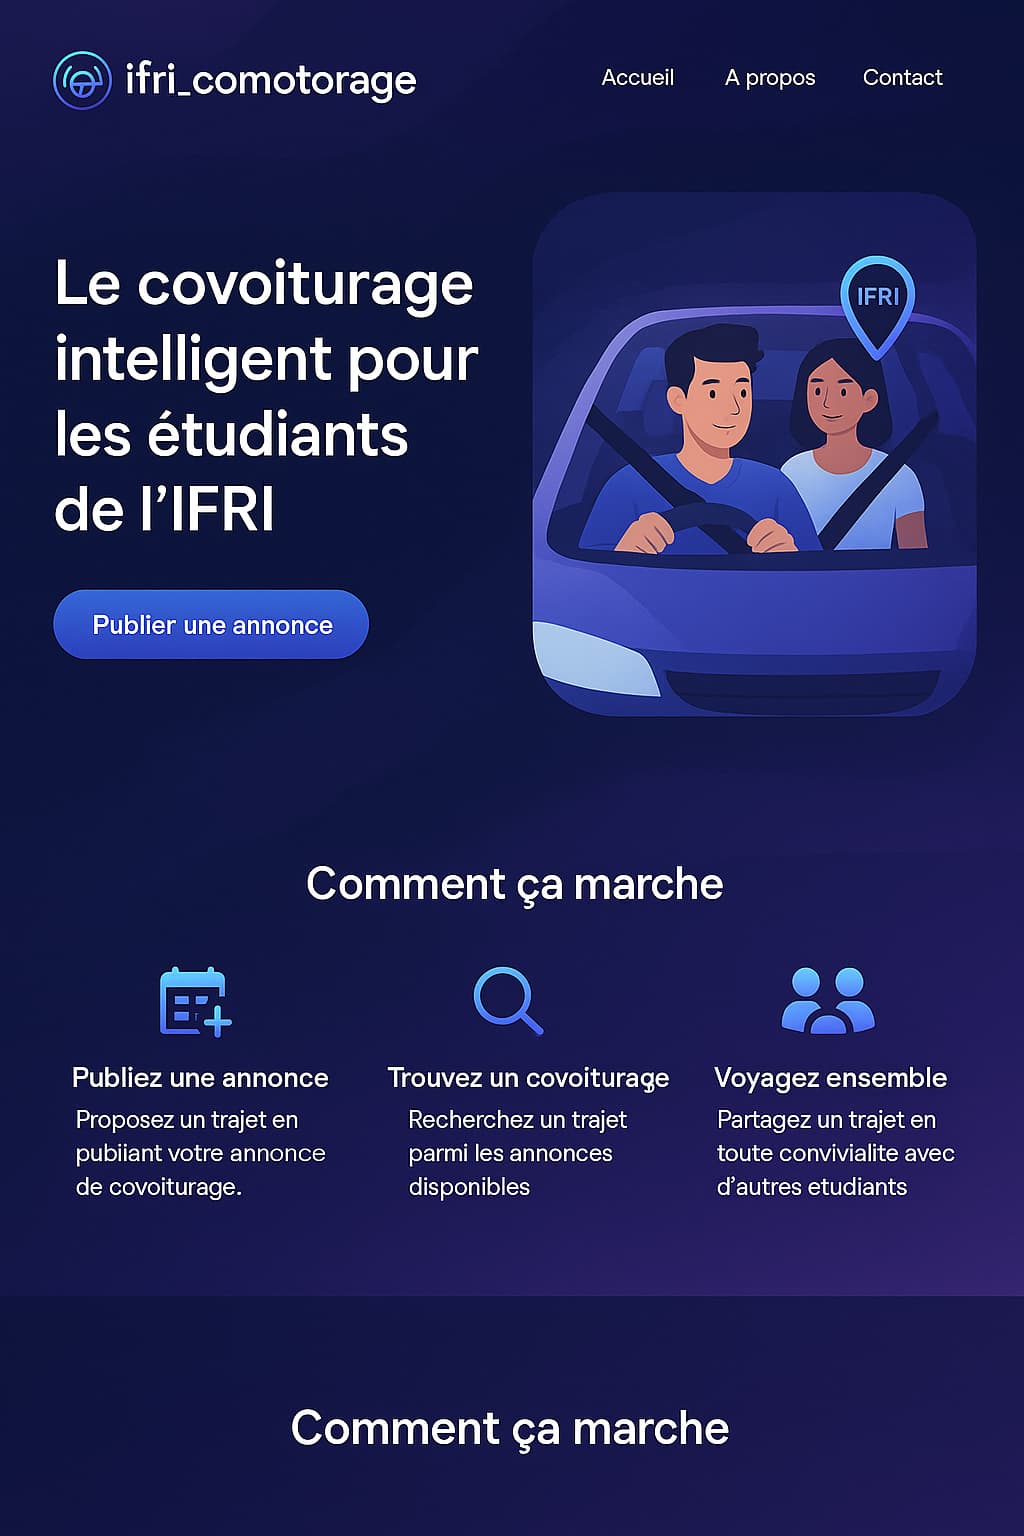 ifri_comotorage
Accueil
A propos
Contact
Le covoiturage
intelligent pour
les étudiants
de l’IFRI
Publier une annonce
IFRI
Comment ça marche
Publiez une annonce
Proposez un trajet en
pubiiant votre annonce
de covoiturage.
Trouvez un covoiturage
Recherchez un trajet
parmi les annonces
disponibles
Voyagez ensemble
Partagez un trajet en
toute convivialite avec
d’autres etudiants
Comment ça marche